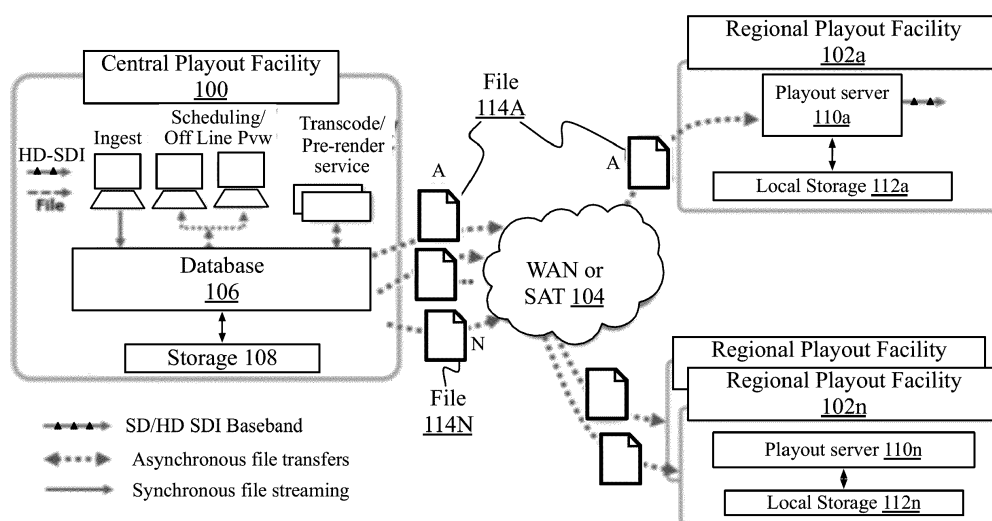 Central Playout Facility
100
Ingest
Scheduling/
Off Line Pvw
Transcode/
Pre-render
service
HD-SDI
File
Database
106
Storage 108
SD/HD SDI Baseband
Asynchronous file transfers
Synchronous file streaming
File
114A
A
N
File
114N
A
WAN or
SAT 104
Regional Playout Facility
102a
Playout server
110a
Local Storage 112a
Regional Playout Facility
Regional Playout Facility
102n
Playout server 110n
Local Storage 112n